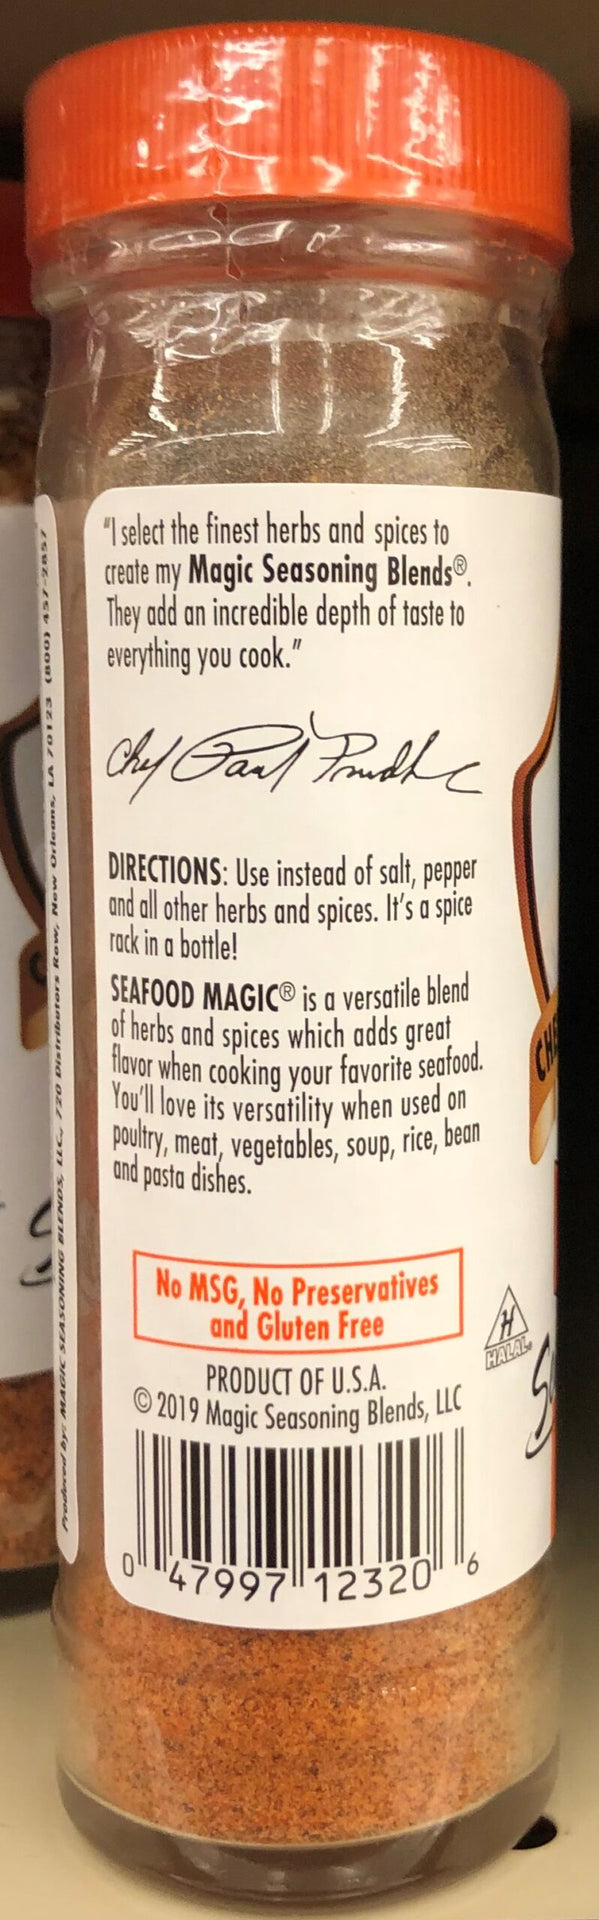 "I select the finest herbs and spices to
create my Magic Seasoning Blends®.
They add an incredible depth of taste to
everything you cook."
Chef Paul Prudhomme
DIRECTIONS: Use instead of salt, pepper
and all other herbs and spices. It's a spice
rack in a bottle!
SEAFOOD MAGIC® is a versatile blend
of herbs and spices which adds great
flavor when cooking your favorite seafood.
You'll love its versatility when used on
poultry, meat, vegetables, soup, rice, bean
and pasta dishes.
No MSG, No Preservatives
and Gluten Free
PRODUCT OF U.S.A.
© 2019 Magic Seasoning Blends, LLC
0 47997 12320 6
H
HALAL
Produced by: MAGIC SEASONING BLENDS, LLC., 720 Distributors Row, New Orleans, LA 70123 (800) 457-2857
CHE